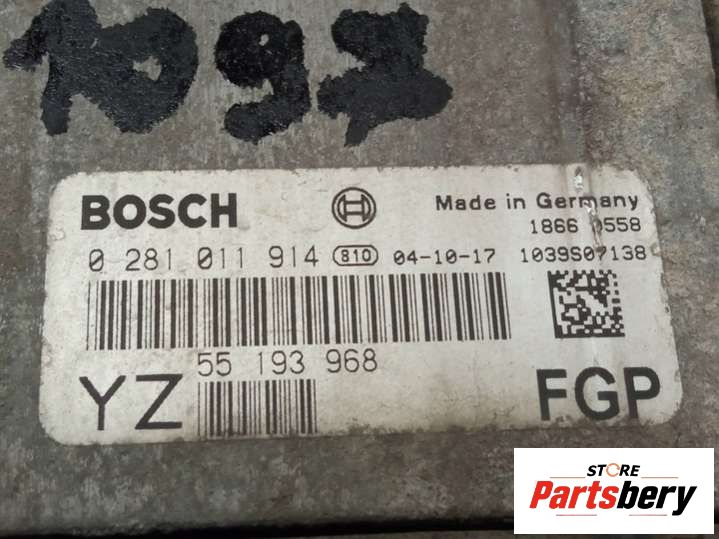 1097
BOSCH
Made in Germany
1866 0558
0 281 011 914 810 04-10-17 1039S07138
55 193 968
YZ
FGP
STORE
Partsbery